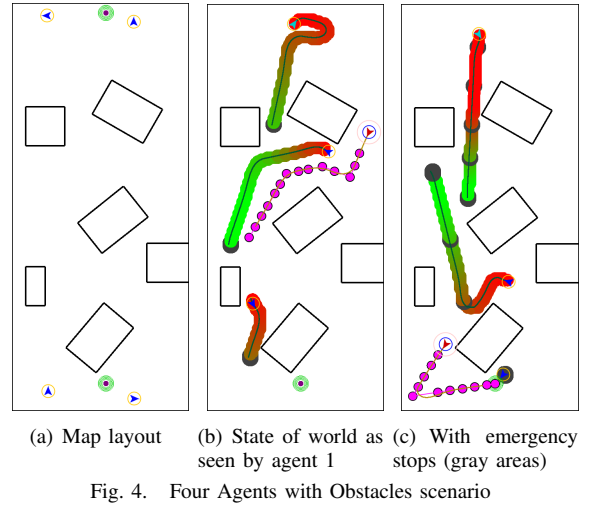 (a) Map layout
(b) State of world as
seen by agent 1
(c) With emergency
stops (gray areas)
Fig. 4. Four Agents with Obstacles scenario